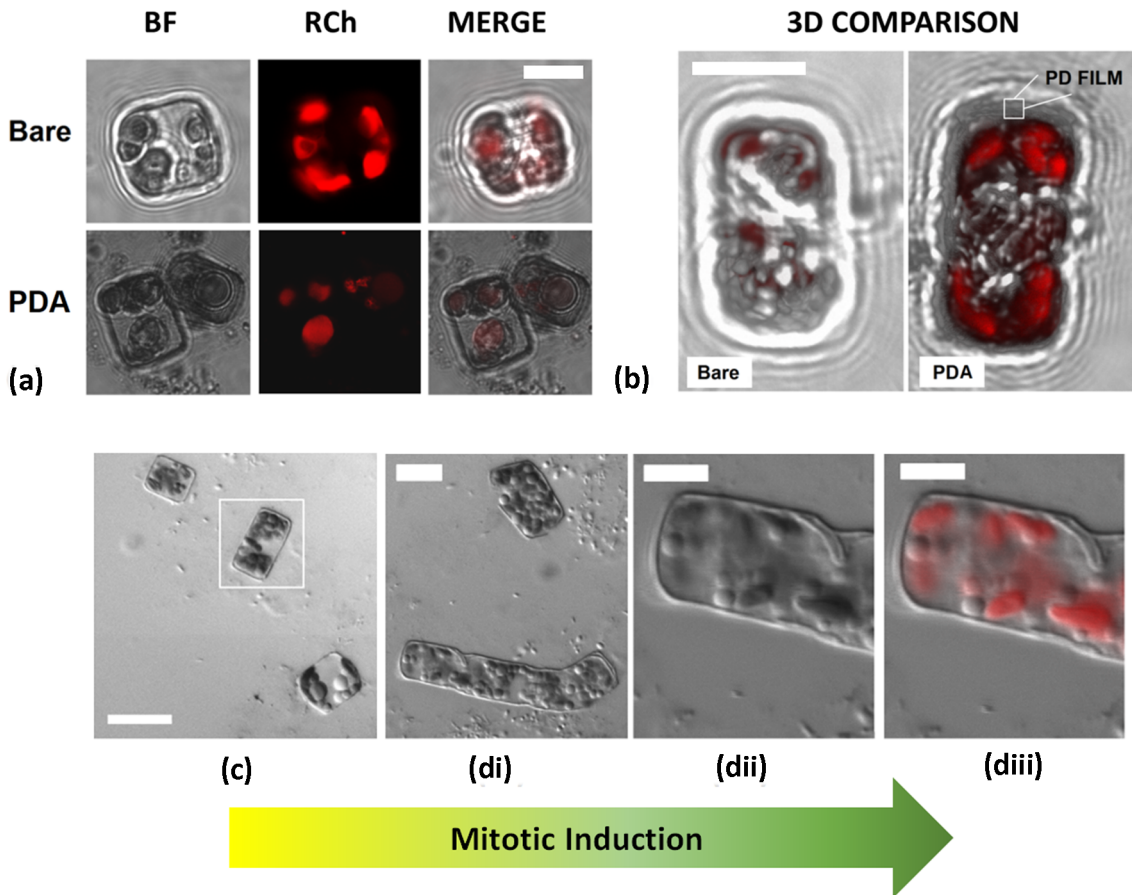 BF RCh MERGE 3D COMPARISON
Bare
PD FILM
PDA
(a)
(b)
Bare
PDA
(c) (di) (dii) (diii)
Mitotic Induction